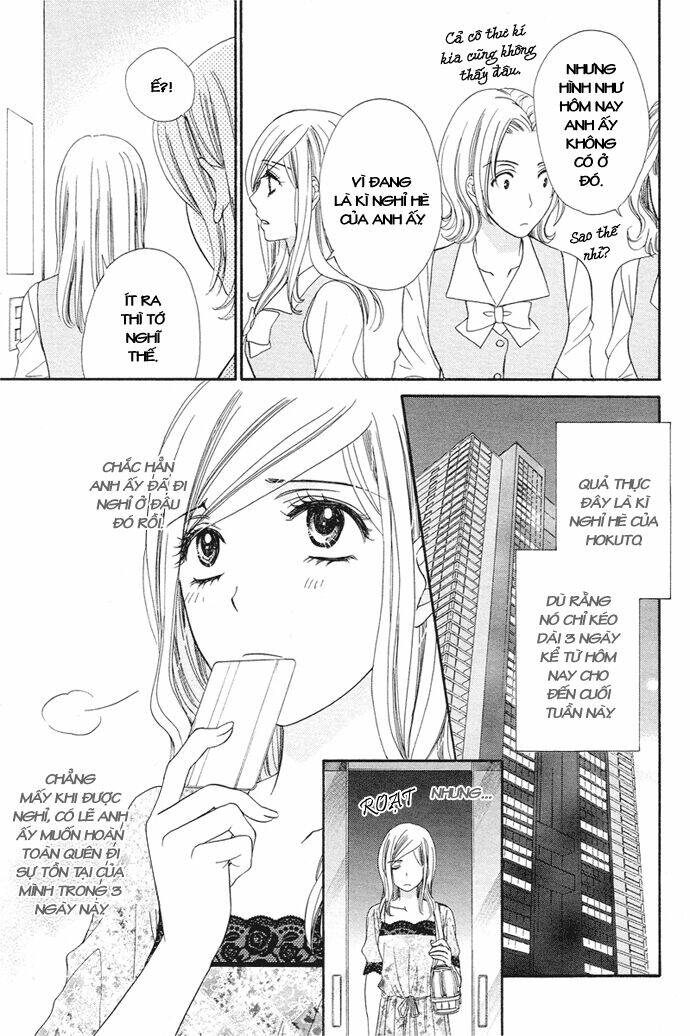 NHƯNG
HÌNH NHƯ
HÔM NAY
ANH ẤY
KHÔNG
CÓ Ở
ĐÓ.
Cả cô thư kí
kia cũng không
thấy đâu.
Sao thế
nhỉ?
VÌ ĐANG
LÀ KÌ NGHỈ HÈ
CỦA ANH ẤY
Ế?!
ÍT RA
THÌ TỚ
NGHĨ
THẾ.
QUẢ THỰC
ĐÂY LÀ KÌ
NGHỈ HÈ CỦA
HOKUTO.
DÙ RẰNG
NÓ CHỈ KÉO
DÀI 3 NGÀY
KỂ TỪ HÔM
NAY CHO
ĐẾN CUỐI
TUẦN NÀY.
CHẮC HẲN
ANH ẤY ĐÃ ĐI
NGHỈ Ở ĐÂU
ĐÓ RỒI.
CHẲNG
MẤY KHI ĐƯỢC
NGHỈ, CÓ LẼ ANH
ẤY MUỐN HOÀN
TOÀN QUÊN ĐI
SỰ TỒN TẠI CỦA
MÌNH TRONG 3
NGÀY NÀY
ROẠT
NHƯNG...